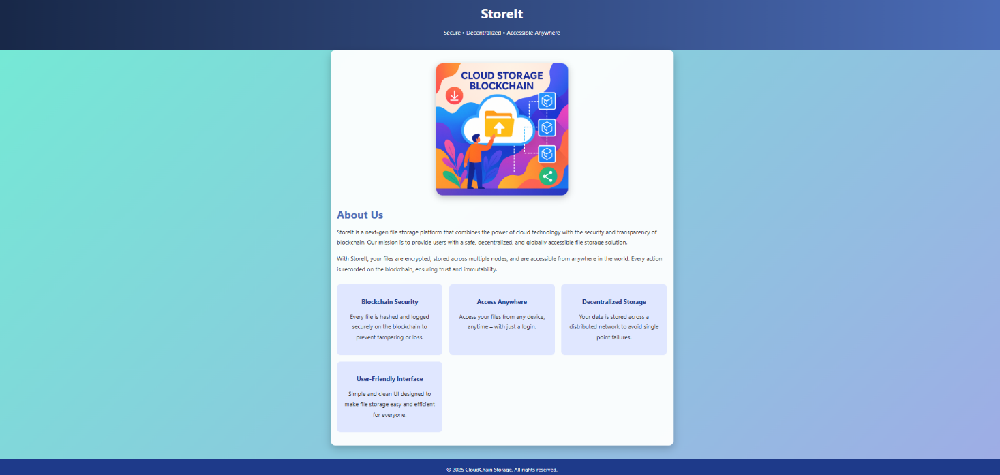 StoreIt
Secure • Decentralized • Accessible Anywhere
CLOUD STORAGE
BLOCKCHAIN
About Us
StoreIt is a next-gen file storage platform that combines the power of cloud technology with the security and transparency of
blockchain. Our mission is to provide users with a safe, decentralized, and globally accessible file storage solution.
With StoreIt, your files are encrypted, stored across multiple nodes, and are accessible from anywhere in the world. Every action
is recorded on the blockchain, ensuring trust and immutability.
Blockchain Security
Every file is hashed and logged
securely on the blockchain to
prevent tampering or loss.
Access Anywhere
Access your files from any device,
anytime – with just a login.
Decentralized Storage
Your data is stored across a
distributed network to avoid single
point failures.
User-Friendly Interface
Simple and clean UI designed to
make file storage easy and efficient
for everyone.
© 2025 CloudChain Storage. All rights reserved.